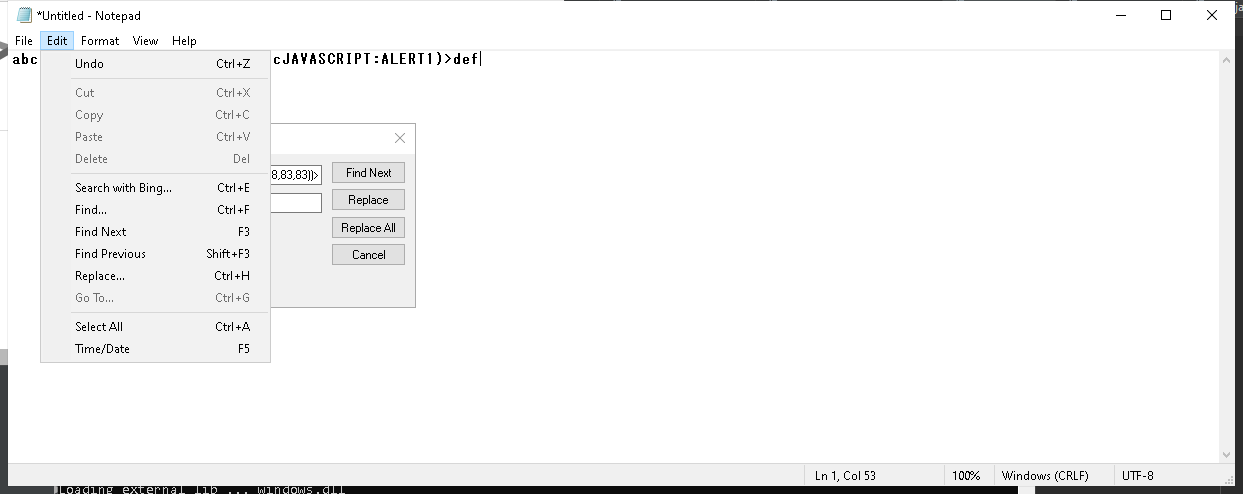 *Untitled - Notepad
File Edit Format View Help
abc cJAVASCRIPT:ALERT1)>def
Undo Ctrl+Z
Cut Ctrl+X
Copy Ctrl+C
Paste Ctrl+V
Delete Del
Search with Bing... Ctrl+E
Find... Ctrl+F
Find Next F3
Find Previous Shift+F3
Replace... Ctrl+H
Go To... Ctrl+G
Select All Ctrl+A
Time/Date F5
8,83,83))> Find Next
Replace
Replace All
Cancel
Ln 1, Col 53 100% Windows (CRLF) UTF-8
Loading external lib ... windows.dll